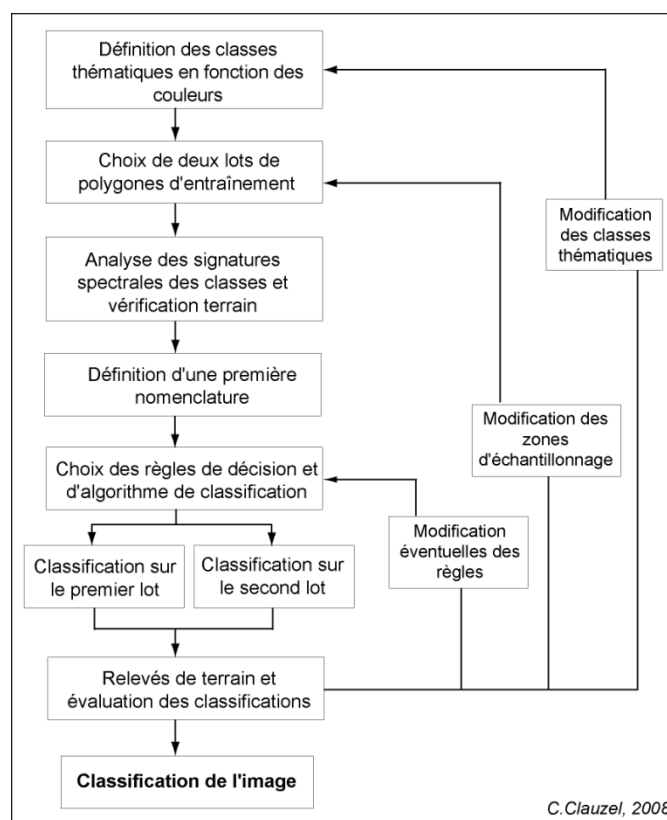 Définition des classes
thématiques en fonction des
couleurs
Choix de deux lots de
polygones d'entraînement
Modification
des classes
thématiques
Analyse des signatures
spectrales des classes et
vérification terrain
Définition d'une première
nomenclature
Modification des
zones
d'échantillonnage
Choix des règles de décision et
d'algorithme de classification
Modification
éventuelles des
règles
Classification sur
le premier lot
Classification sur
le second lot
Relevés de terrain et
évaluation des classifications
Classification de l'image
C.Clauzel, 2008